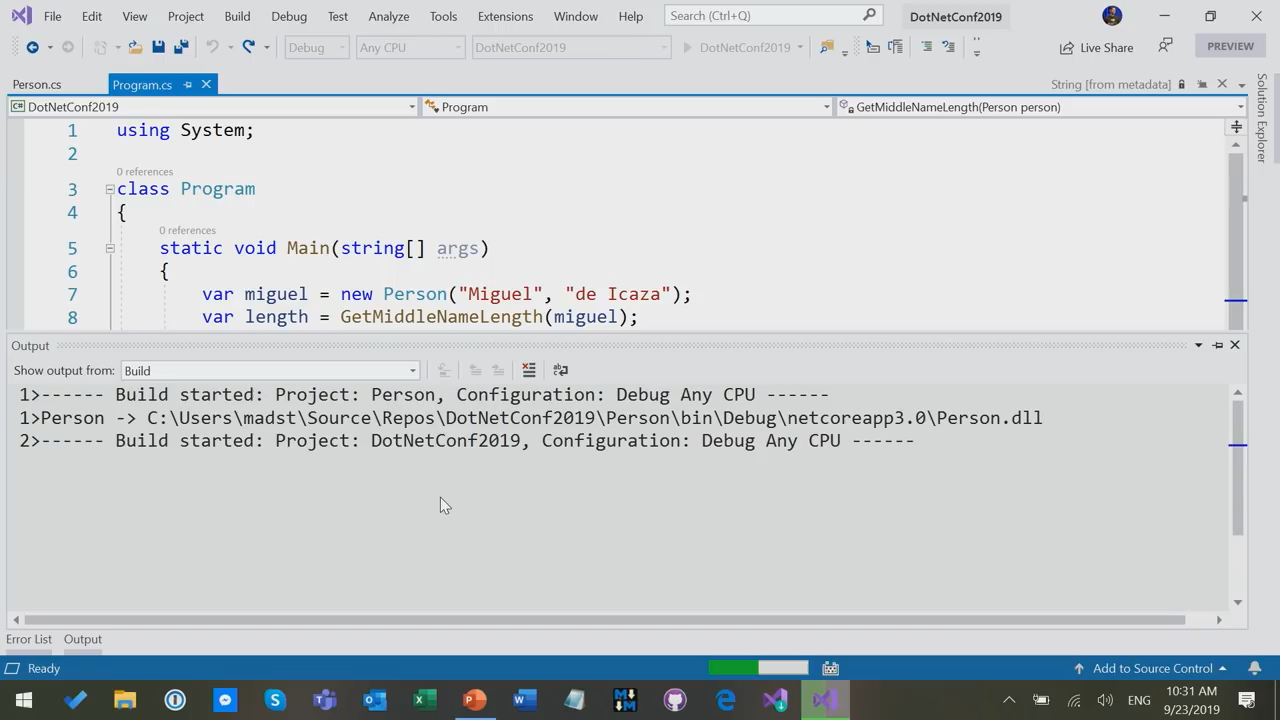 File Edit View Project Build Debug Test Analyze Tools Extensions Window Help Search (Ctrl+Q) DotNetConf2019
Debug Any CPU DotNetConf2019 DotNetConf2019 Live Share PREVIEW
Person.cs Program.cs String [from metadata]
DotNetConf2019 Program GetMiddleNameLength(Person person)
Solution Explorer
1 using System;
2
0 references
3 class Program
4 {
0 references
5 static void Main(string[] args)
6 {
7 var miguel = new Person("Miguel", "de Icaza");
8 var length = GetMiddleNameLength(miguel);
Output
Show output from: Build
1>------ Build started: Project: Person, Configuration: Debug Any CPU ------
1>Person -> C:\Users\madst\Source\Repos\DotNetConf2019\Person\bin\Debug\netcoreapp3.0\Person.dll
2>------ Build started: Project: DotNetConf2019, Configuration: Debug Any CPU ------
Error List Output
Ready Add to Source Control
ENG 10:31 AM
9/23/2019